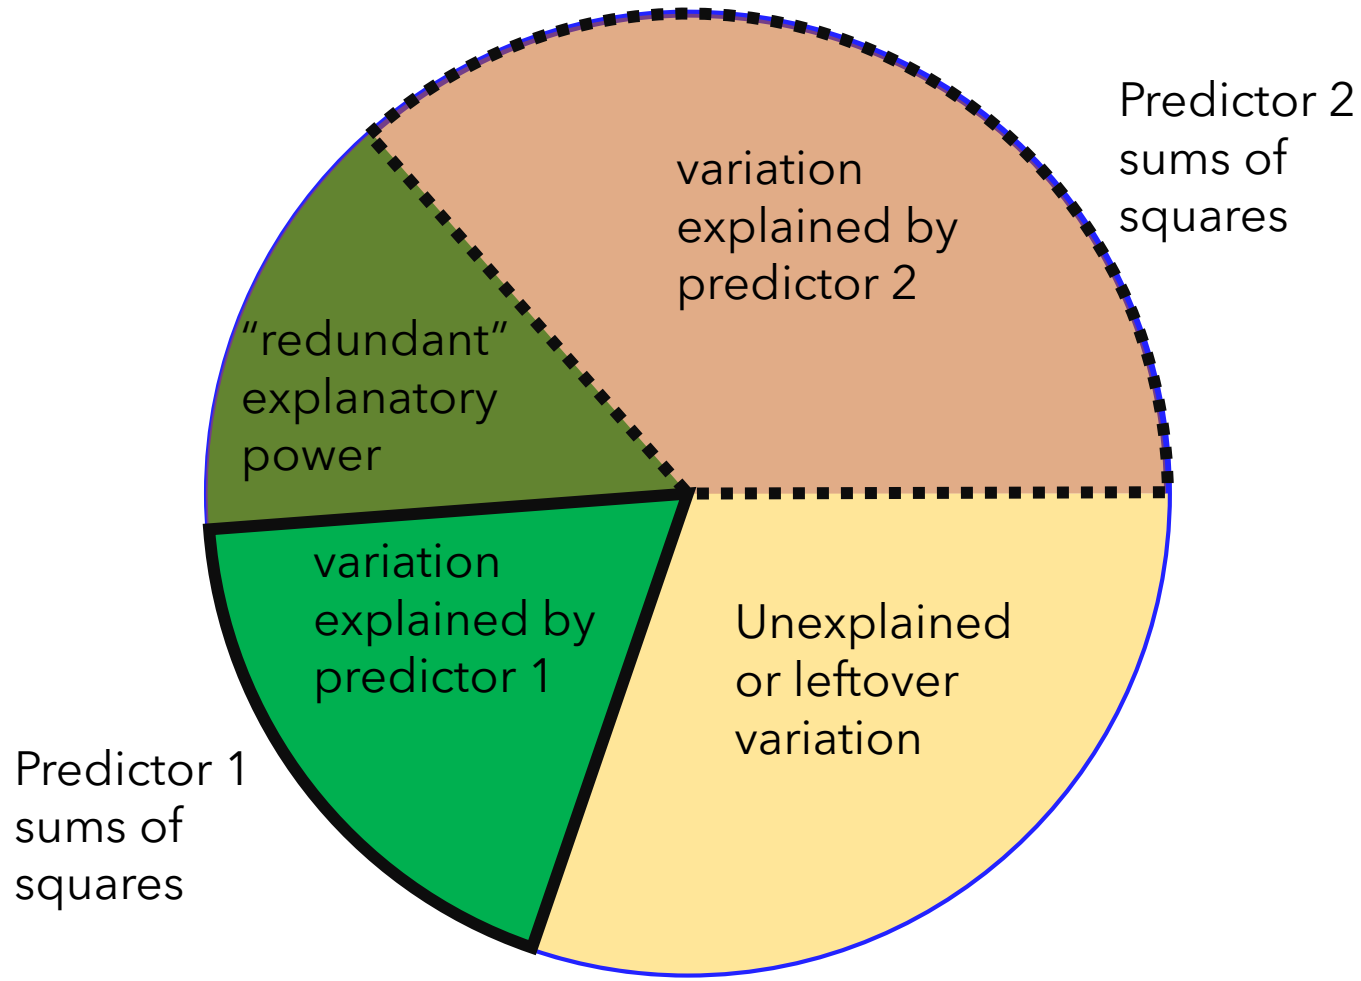 Predictor 2
sums of
squares
variation
explained by
predictor 2
“redundant”
explanatory
power
variation
explained by
predictor 1
Unexplained
or leftover
variation
Predictor 1
sums of
squares